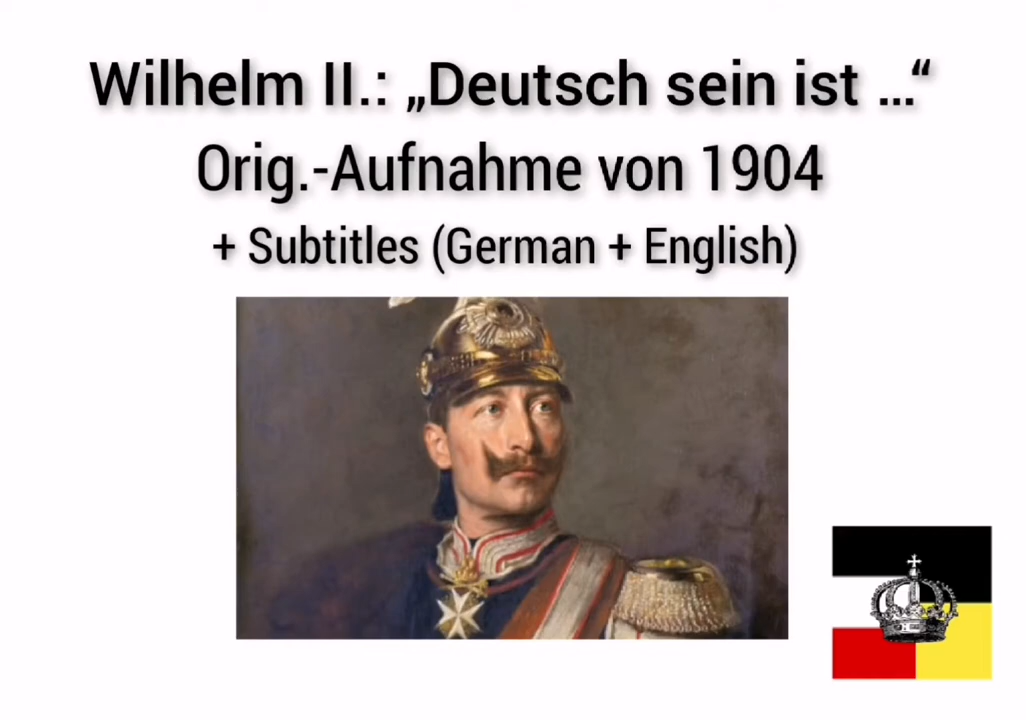 Wilhelm II.: „Deutsch sein ist ...“
Orig.-Aufnahme von 1904
+ Subtitles (German + English)